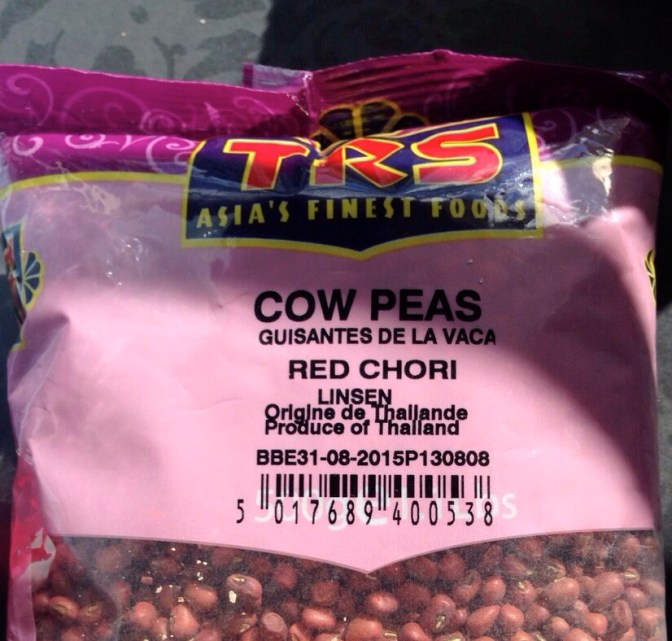 TRS
ASIA'S FINEST FOODS
COW PEAS
GUISANTES DE LA VACA
RED CHORI
LINSEN
Origine de Thailande
Produce of Thailand
BBE31-08-2015P130808
5 017689 400538